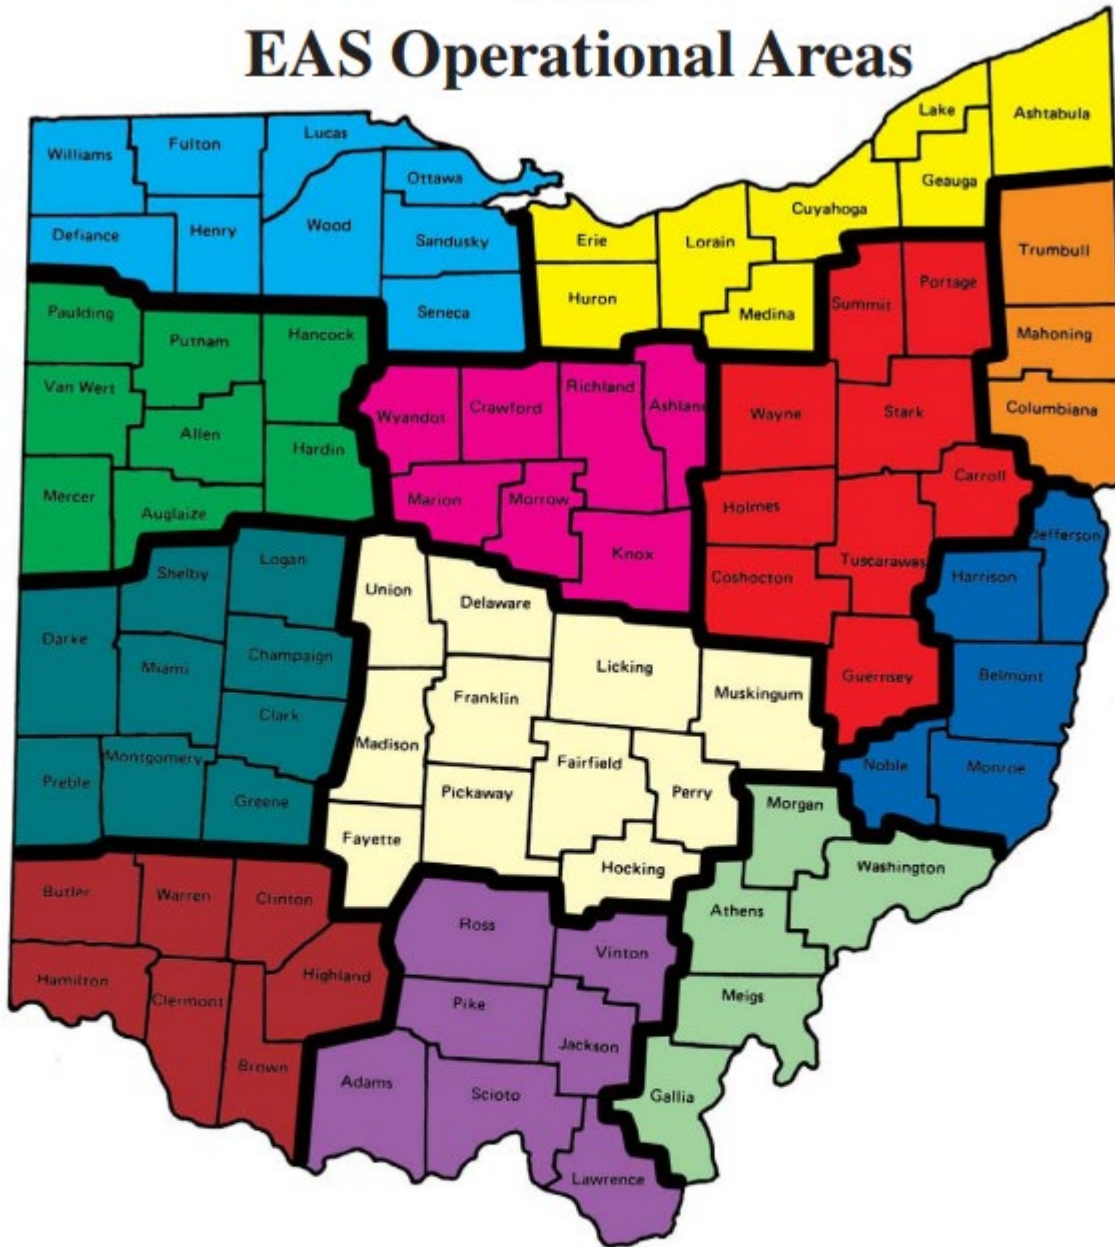 EAS Operational Areas
Lake
Ashtabula
Williams
Fulton
Lucas
Ottawa
Geauga
Cuyahoga
Defiance
Henry
Wood
Sandusky
Erie
Lorain
Trumbull
Huron
Medina
Summit
Portage
Seneca
Paulding
Putnam
Hancock
Mahoning
Van Wert
Allen
Hardin
Wyandot
Crawford
Richland
Ashlan
Wayne
Stark
Columbiana
Mercer
Auglaize
Marion
Morrow
Holmes
Carroll
Knox
Jefferson
Shelby
Logan
Union
Delaware
Coshocton
Tuscarawas
Harrison
Darke
Miami
Champaign
Licking
Muskingum
Guernsey
Belmont
Franklin
Clark
Madison
Fairfield
Noble
Monroe
Preble
Montgomery
Greene
Pickaway
Perry
Morgan
Fayette
Hocking
Washington
Butler
Warren
Clinton
Ross
Vinton
Athens
Hamilton
Clermont
Highland
Pike
Meigs
Jackson
Brown
Adams
Scioto
Gallia
Lawrence